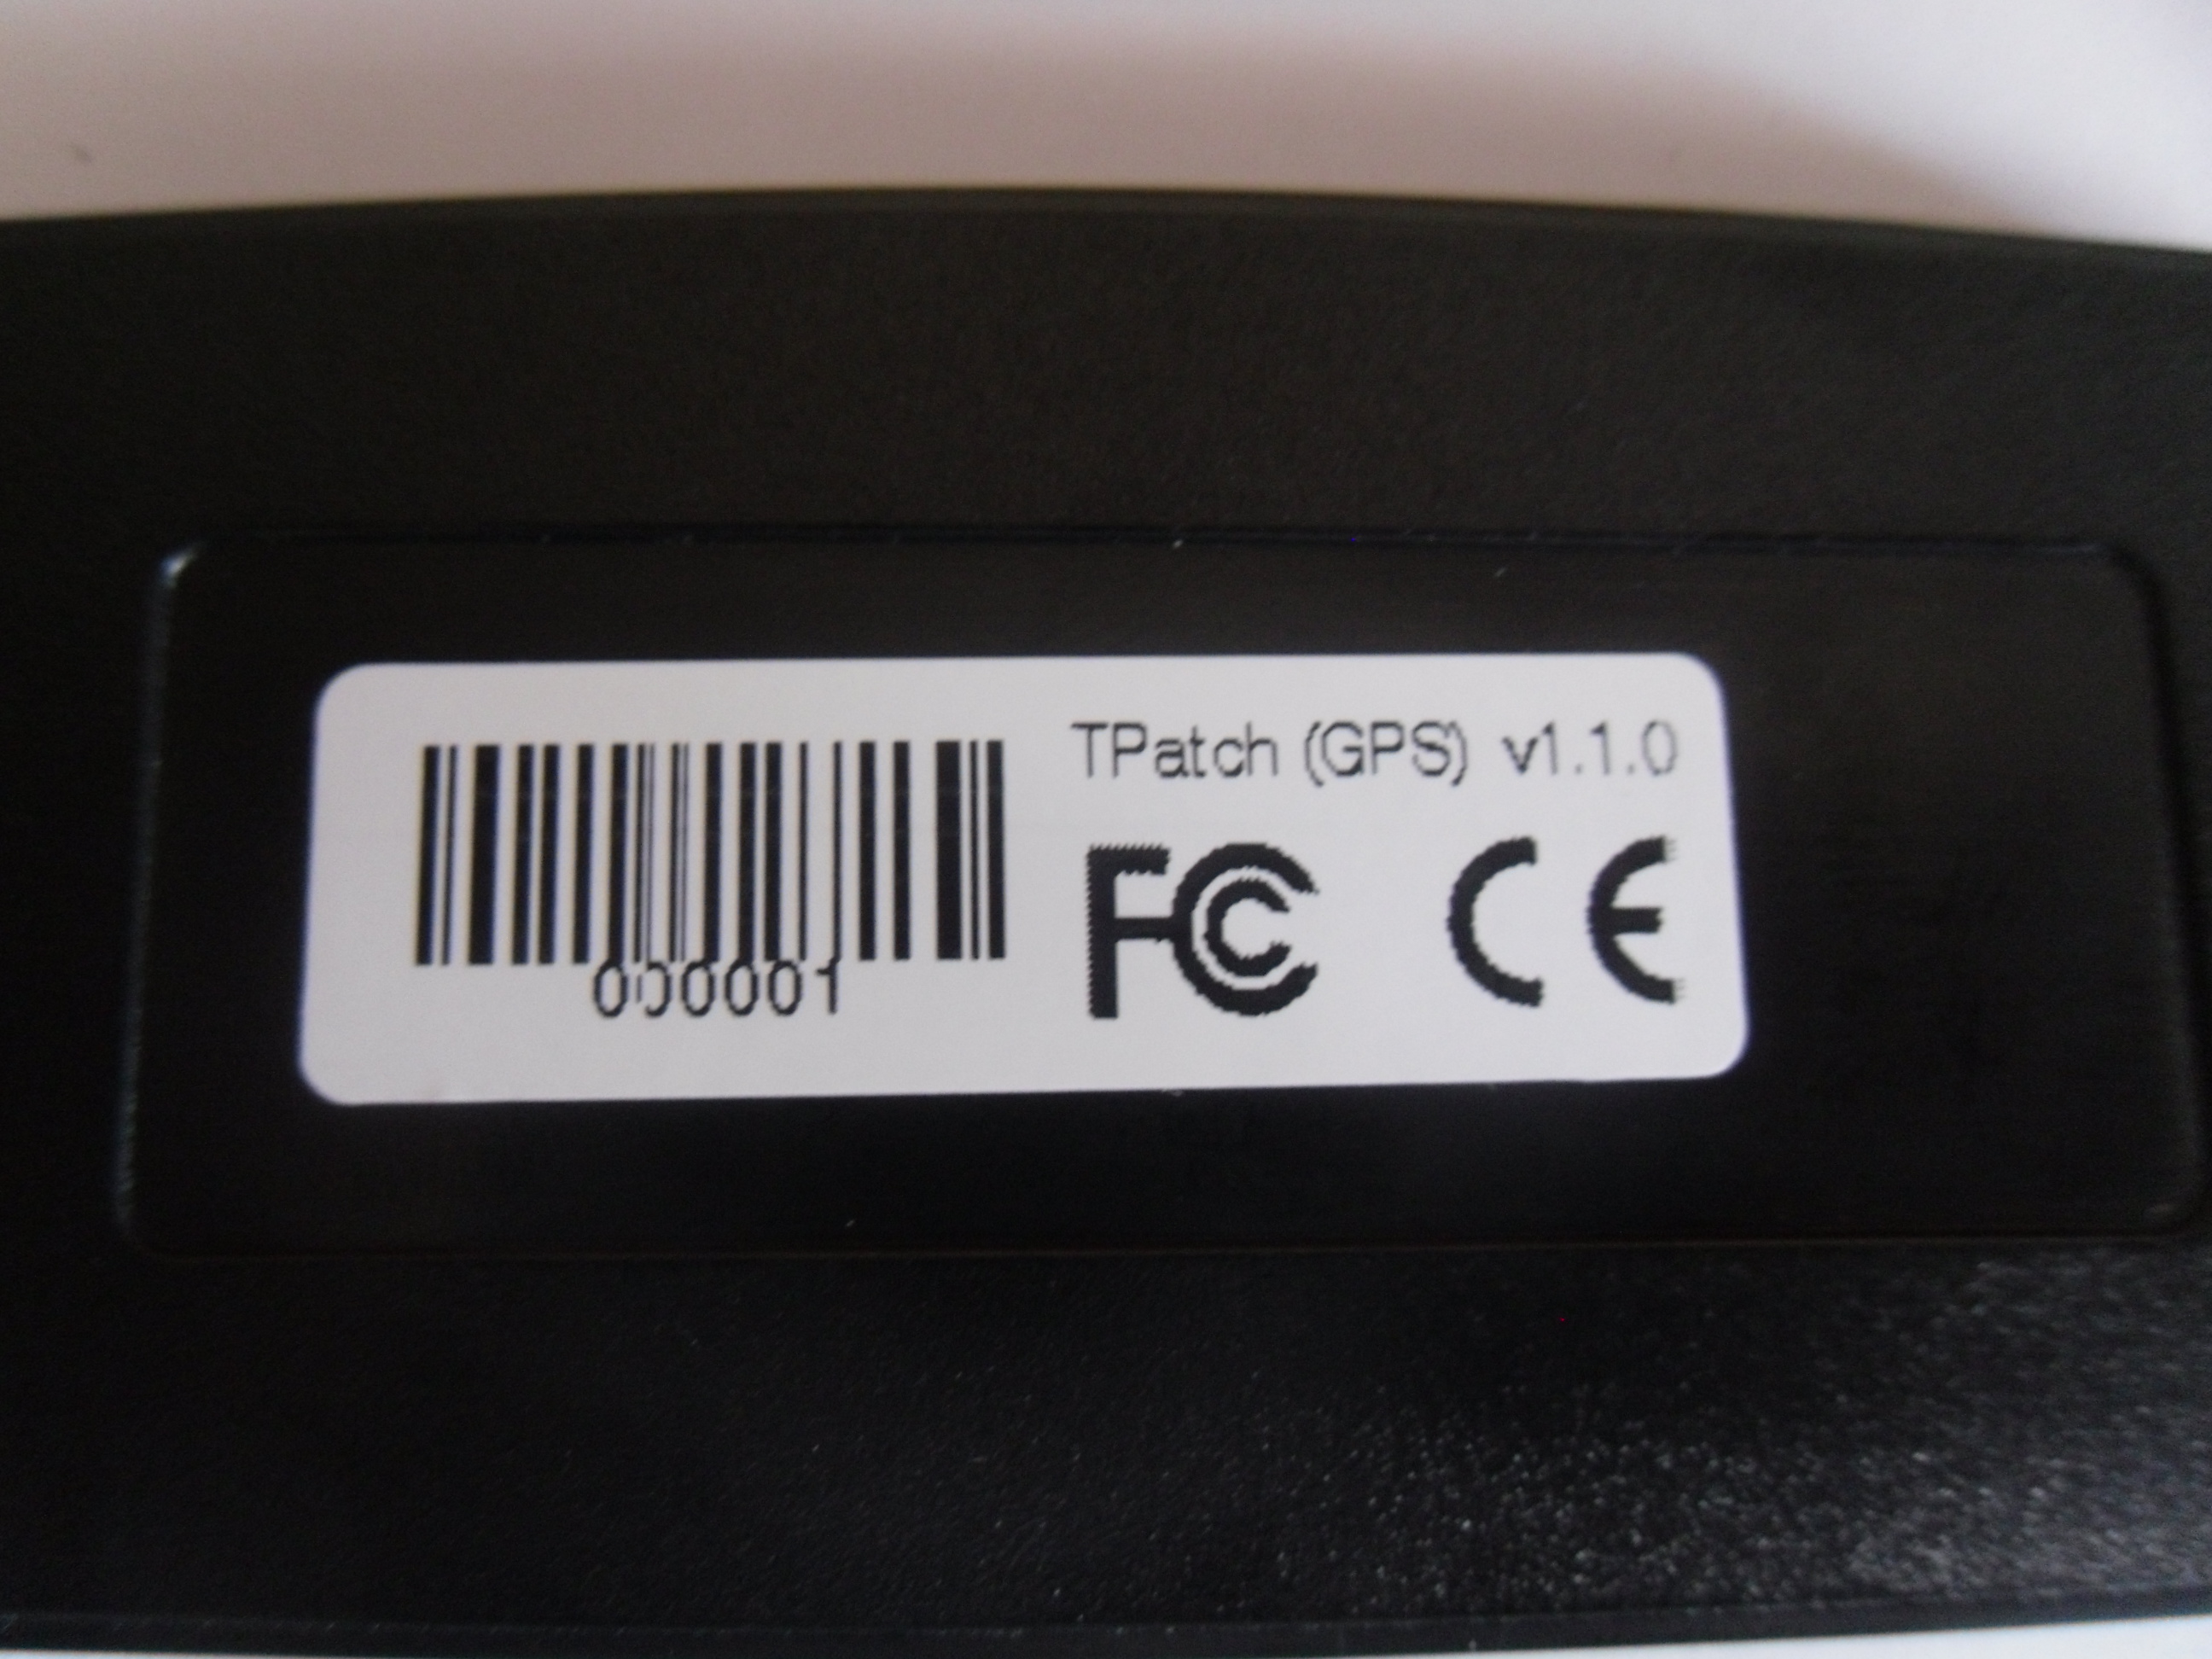 TPatch (GPS) v1.1.0
000001
FC CE